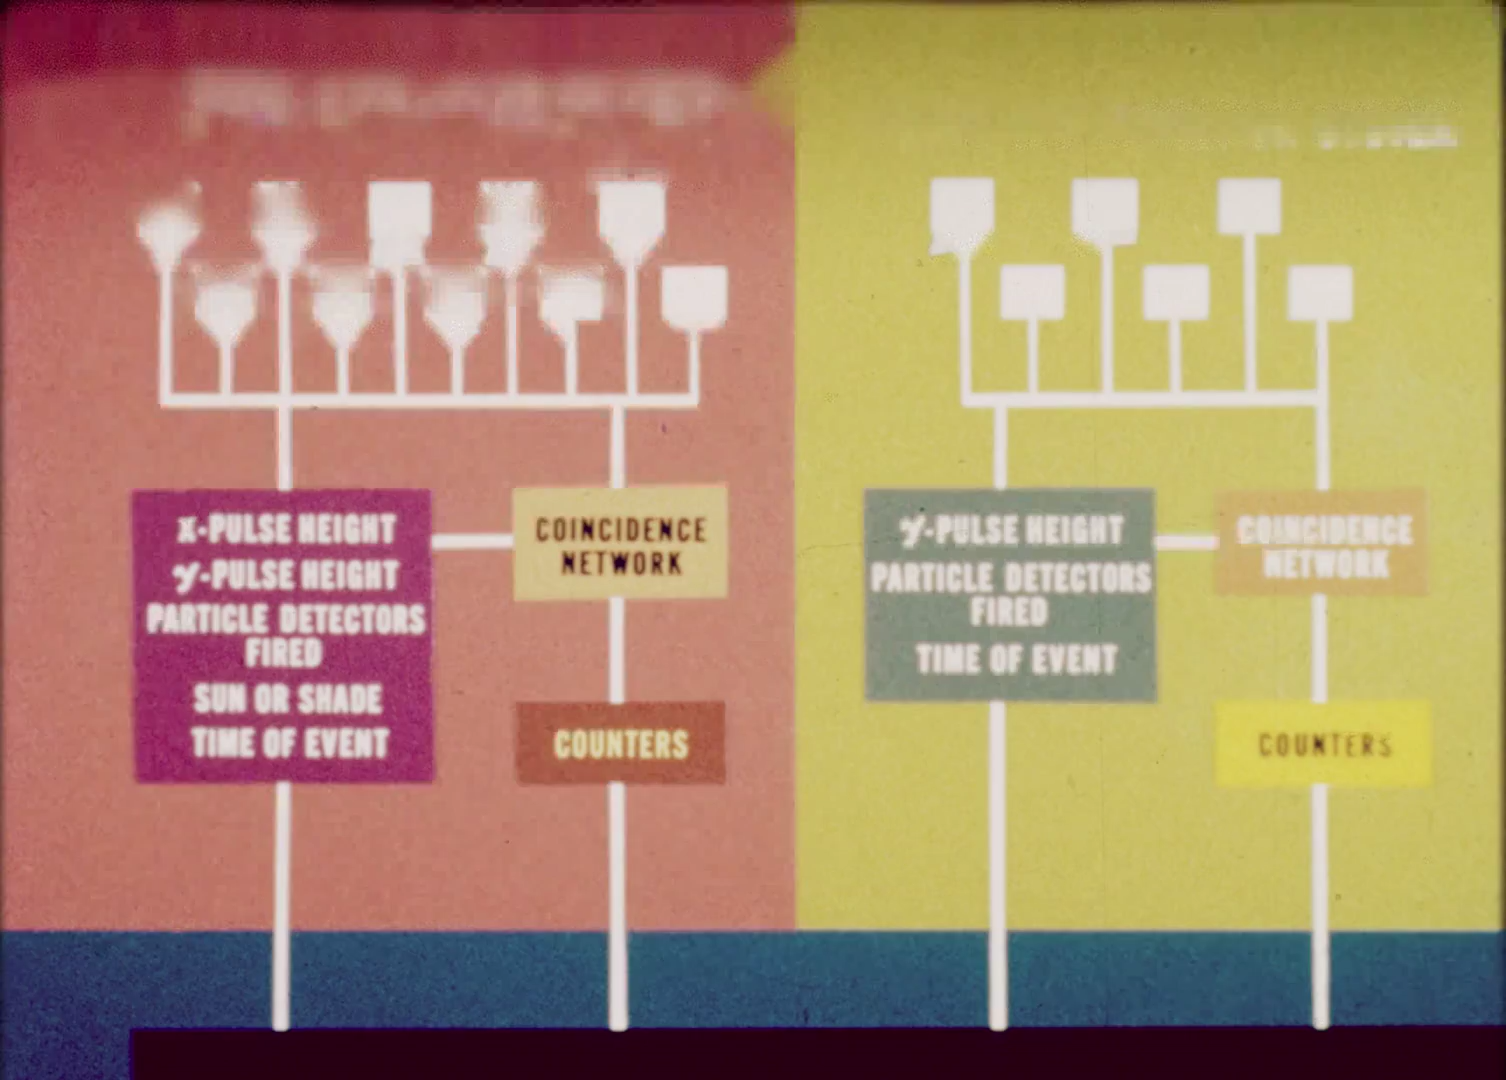 X-PULSE HEIGHT
Y-PULSE HEIGHT
PARTICLE DETECTORS
FIRED
SUN OR SHADE
TIME OF EVENT
COINCIDENCE
NETWORK
COUNTERS
Y-PULSE HEIGHT
PARTICLE DETECTORS
FIRED
TIME OF EVENT
COINCIDENCE
NETWORK
COUNTERS